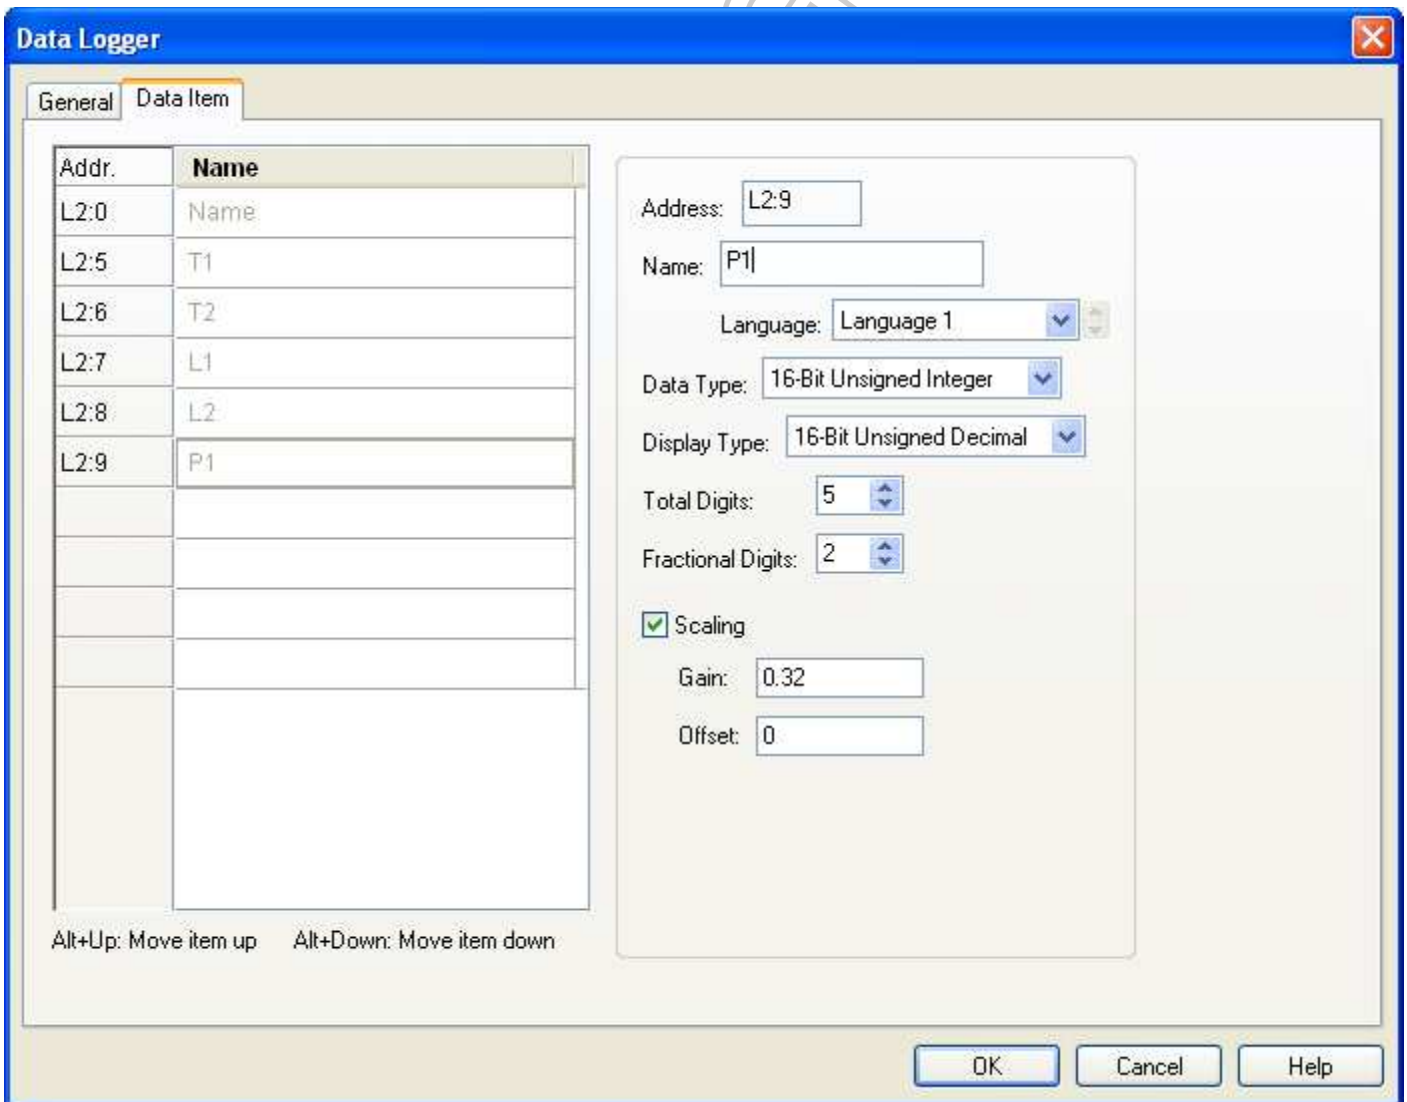 Data Logger
General Data Item
Addr. Name
L2:0 Name
L2:5 T1
L2:6 T2
L2:7 L1
L2:8 L2
L2:9 P1
Alt+Up: Move item up Alt+Down: Move item down
Address: L2:9
Name: P1
Language: Language 1
Data Type: 16-Bit Unsigned Integer
Display Type: 16-Bit Unsigned Decimal
Total Digits: 5
Fractional Digits: 2
Scaling
Gain: 0.32
Offset: 0
OK Cancel Help